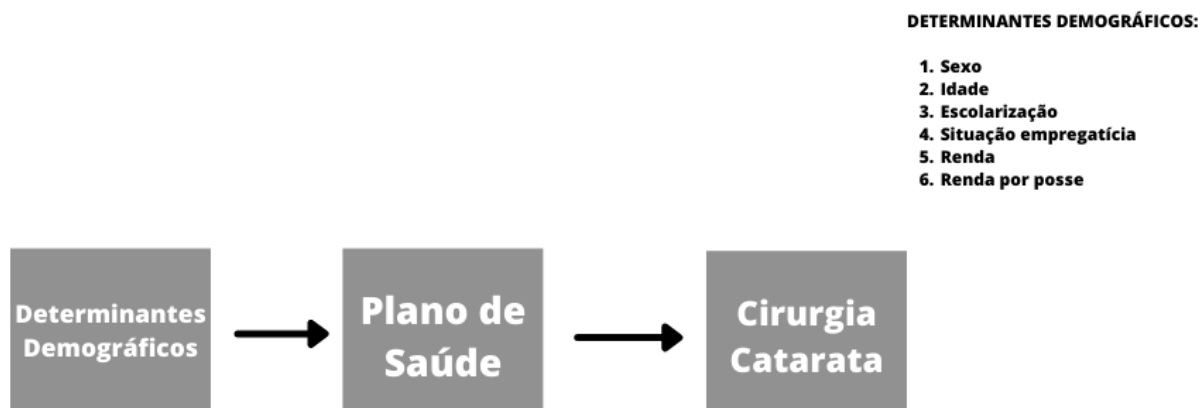 DETERMINANTES DEMOGRÁFICOS:
1. Sexo
2. Idade
3. Escolarização
4. Situação empregatícia
5. Renda
6. Renda por posse
Determinantes
Demográficos
Plano de
Saúde
Cirurgia
Catarata